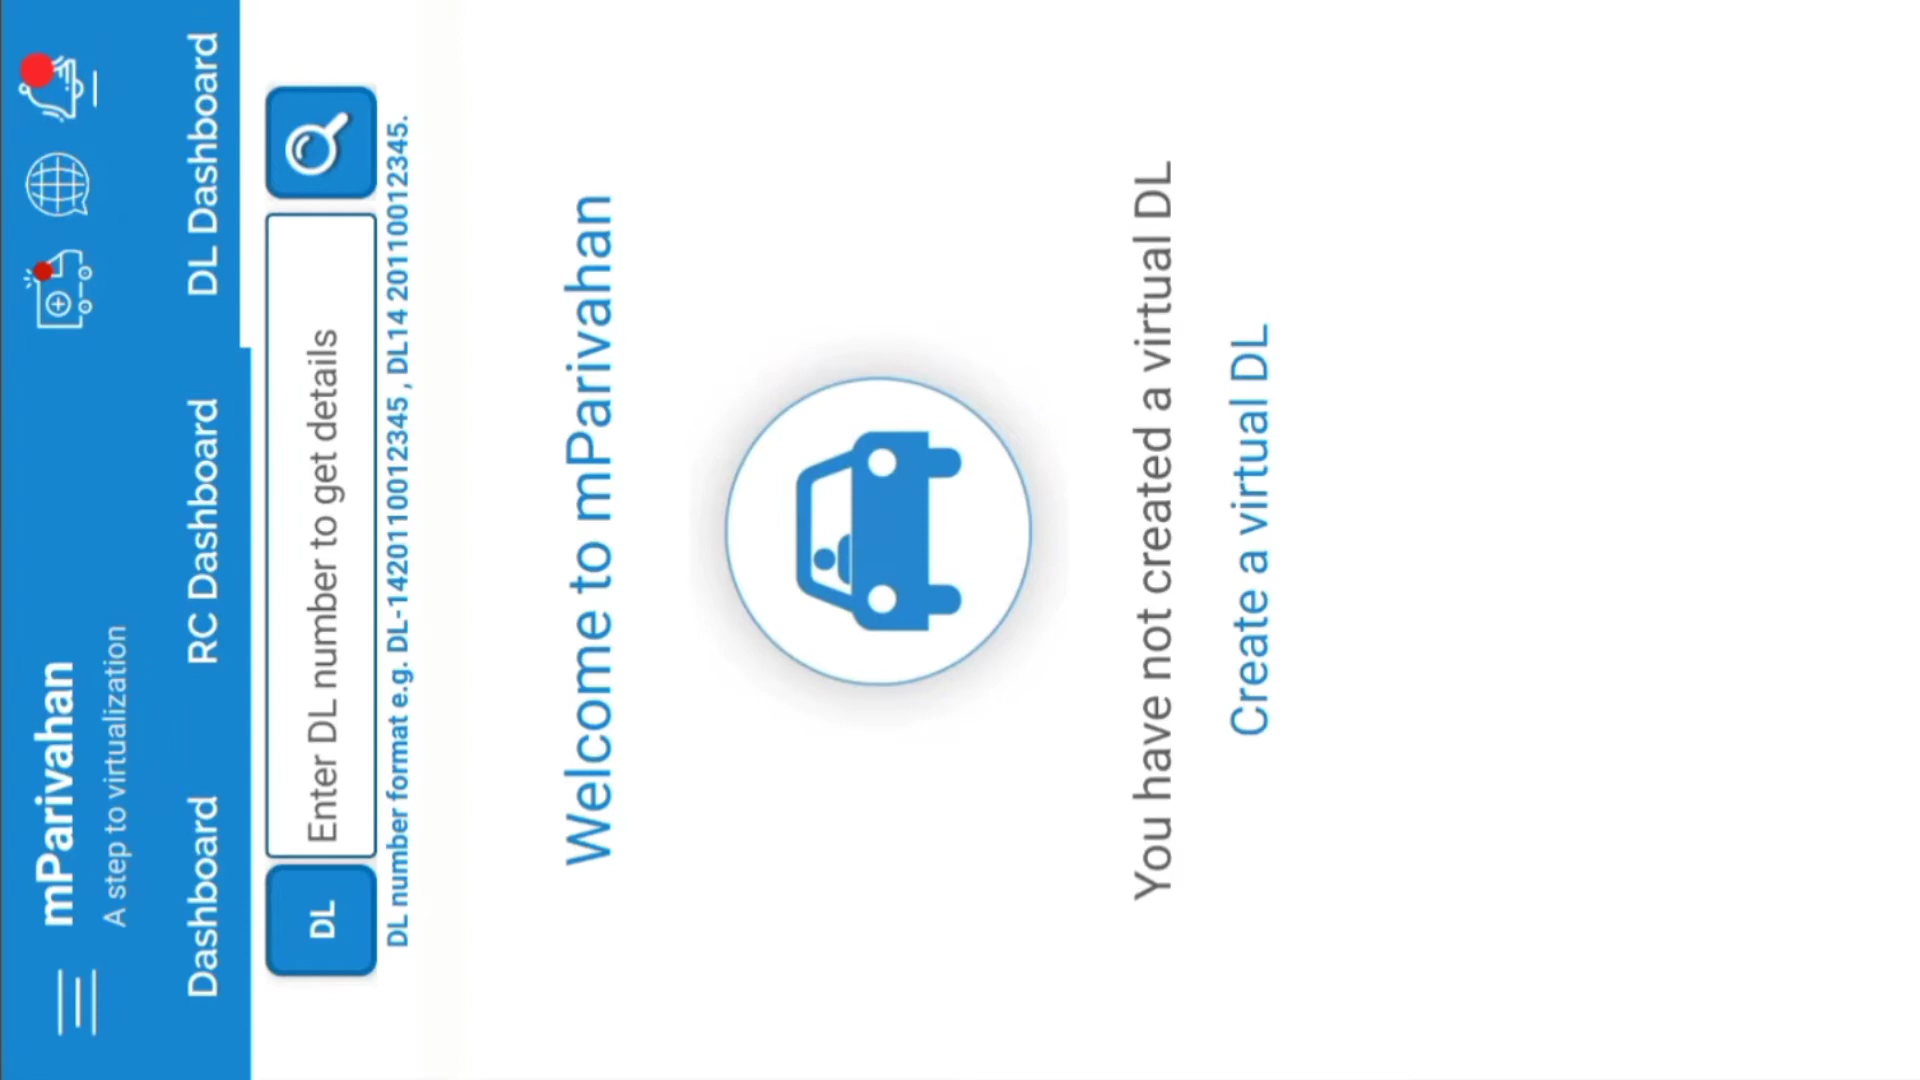 mParivahan
A step to virtualization
Dashboard RC Dashboard DL Dashboard
DL Enter DL number to get details
DL number format e.g. DL-1420110012345 , DL14 20110012345.
Welcome to mParivahan
You have not created a virtual DL
Create a virtual DL